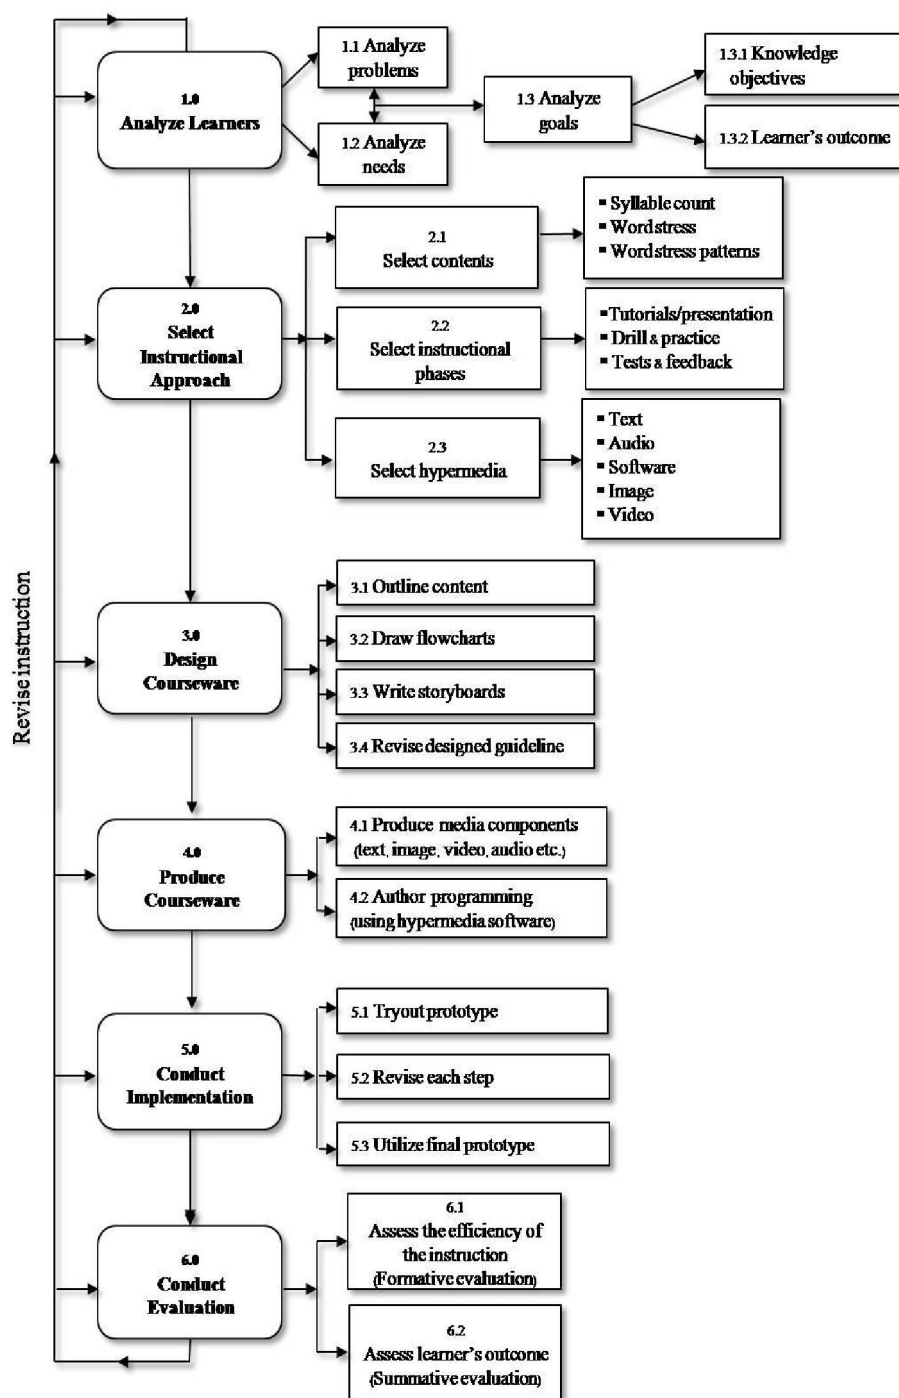 1.0
Analyze Learners
1.1 Analyze
problems
1.2 Analyze
needs
1.3 Analyze
goals
1.3.1 Knowledge
objectives
1.3.2 Learner's outcome
2.0
Select
Instructional
Approach
2.1
Select contents
▪ Syllable count
▪ Word stress
▪ Word stress patterns
2.2
Select instructional
phases
▪ Tutorials/presentation
▪ Drill & practice
▪ Tests & feedback
2.3
Select hypermedia
▪ Text
▪ Audio
▪ Software
▪ Image
▪ Video
Revise instruction
3.0
Design
Courseware
3.1 Outline content
3.2 Draw flowcharts
3.3 Write storyboards
3.4 Revise designed guideline
4.0
Produce
Courseware
4.1 Produce media components
(text, image, video, audio etc.)
4.2 Author programming
(using hypermedia software)
5.0
Conduct
Implementation
5.1 Tryout prototype
5.2 Revise each step
5.3 Utilize final prototype
6.0
Conduct
Evaluation
6.1
Assess the efficiency of
the instruction
(Formative evaluation)
6.2
Assess learner's outcome
(Summative evaluation)